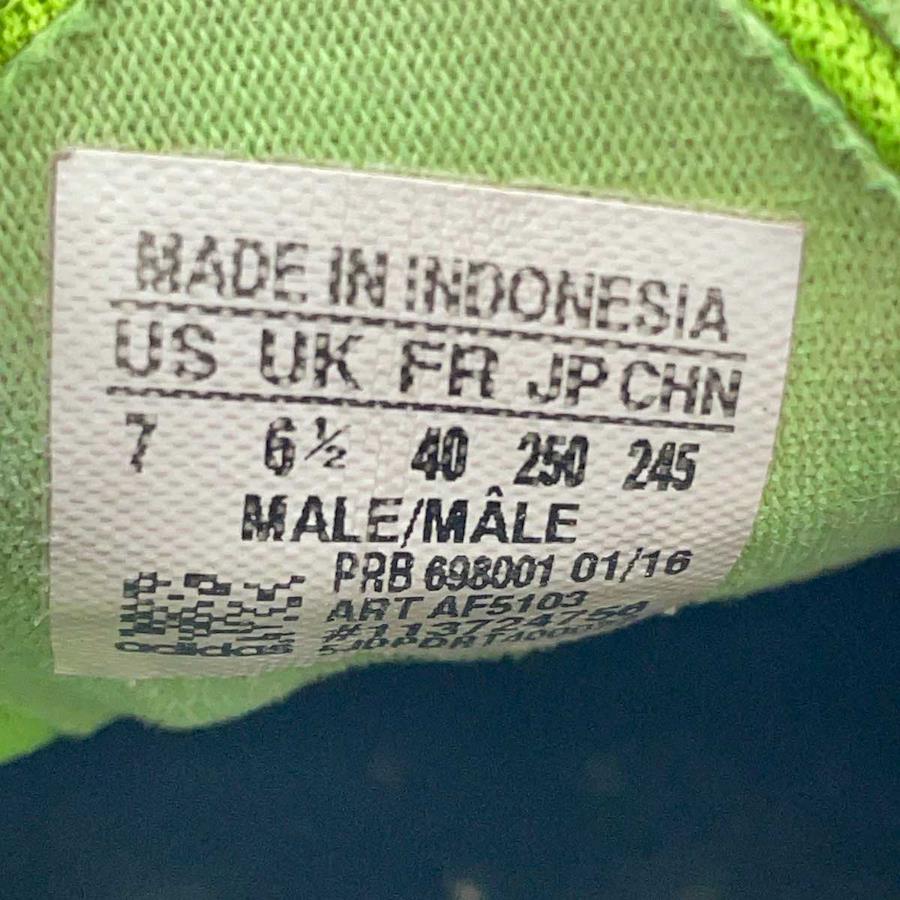 MADE IN INDONESIA
US UK FR JP CHN
7 6½ 40 250 245
MALE/MÂLE
PRB 698001 01/16
ART AF5103
adidas